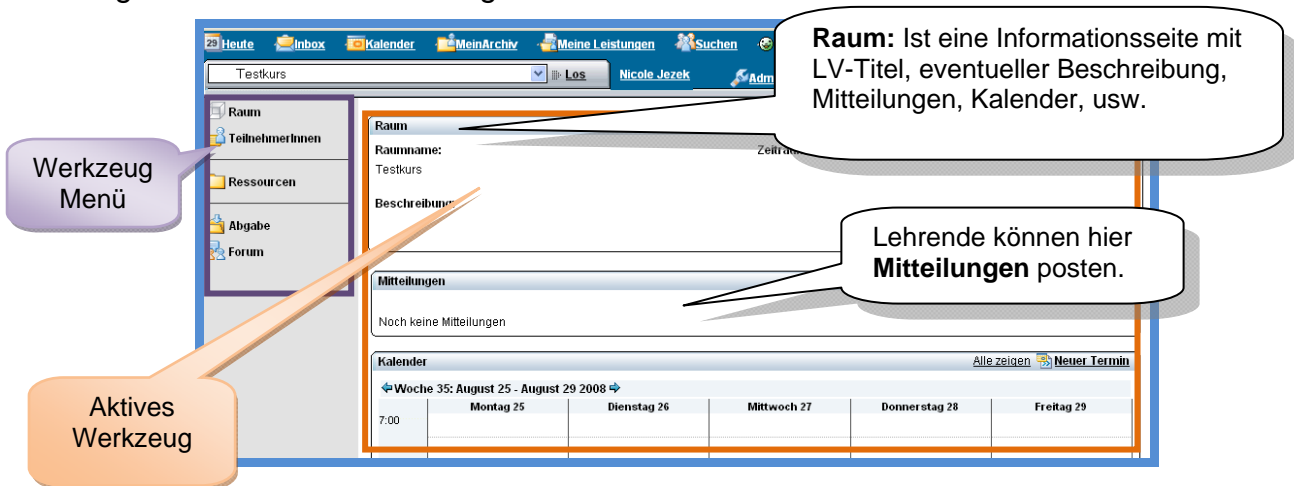 29 Heute Inbox Kalender MeinArchiv Meine Leistungen Suchen
Testkurs Los Nicole Jezek Adm
Raum: Ist eine Informationsseite mit
LV-Titel, eventueller Beschreibung,
Mitteilungen, Kalender, usw.
Raum
TeilnehmerInnen
Ressourcen
Abgabe
Forum
Werkzeug
Menü
Raum
Raumname:
Testkurs
Beschreibung:
Lehrende können hier
Mitteilungen posten.
Mitteilungen
Noch keine Mitteilungen
Aktives
Werkzeug
Kalender Alle zeigen Neuer Termin
Woche 35: August 25 - August 29 2008
Montag 25 Dienstag 26 Mittwoch 27 Donnerstag 28 Freitag 29
7:00